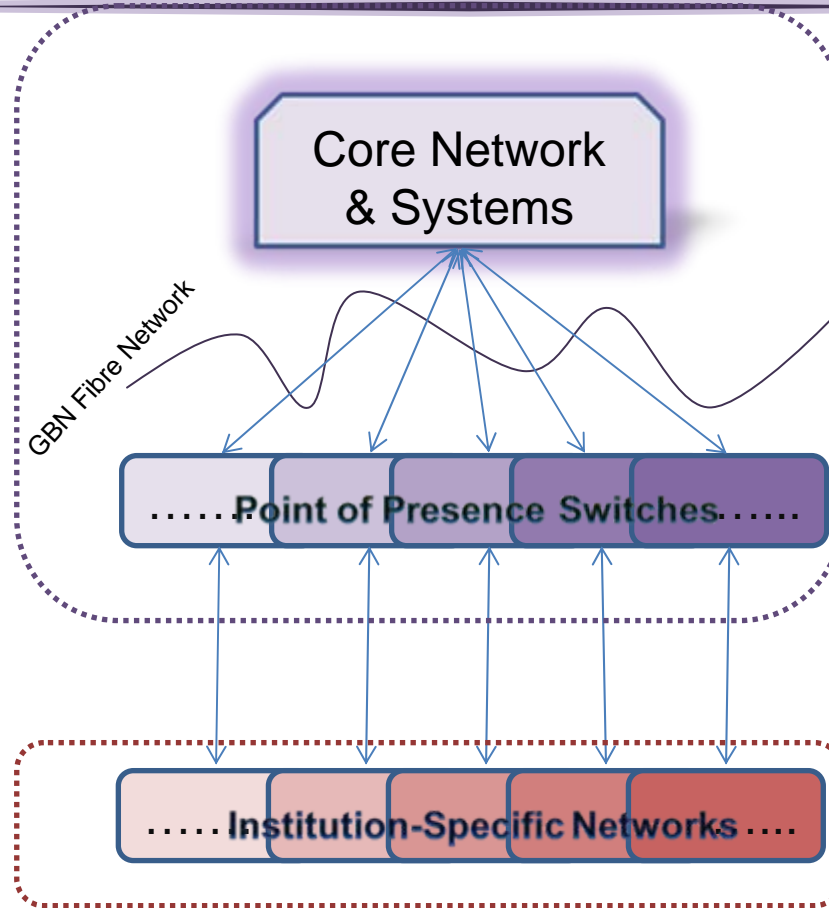 Core Network
& Systems
GBN Fibre Network
.......Point of Presence Switches......
......Institution-Specific Networks.....